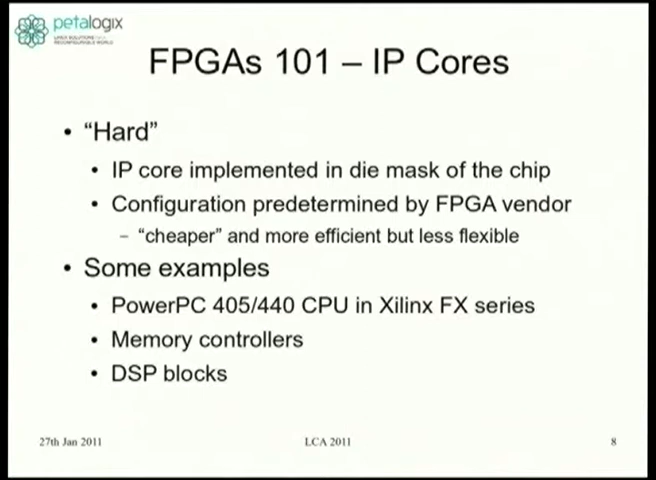 petalogix
FPGAs 101 – IP Cores
• “Hard”
• IP core implemented in die mask of the chip
• Configuration predetermined by FPGA vendor
– “cheaper” and more efficient but less flexible
• Some examples
• PowerPC 405/440 CPU in Xilinx FX series
• Memory controllers
• DSP blocks
27th Jan 2011
LCA 2011
8